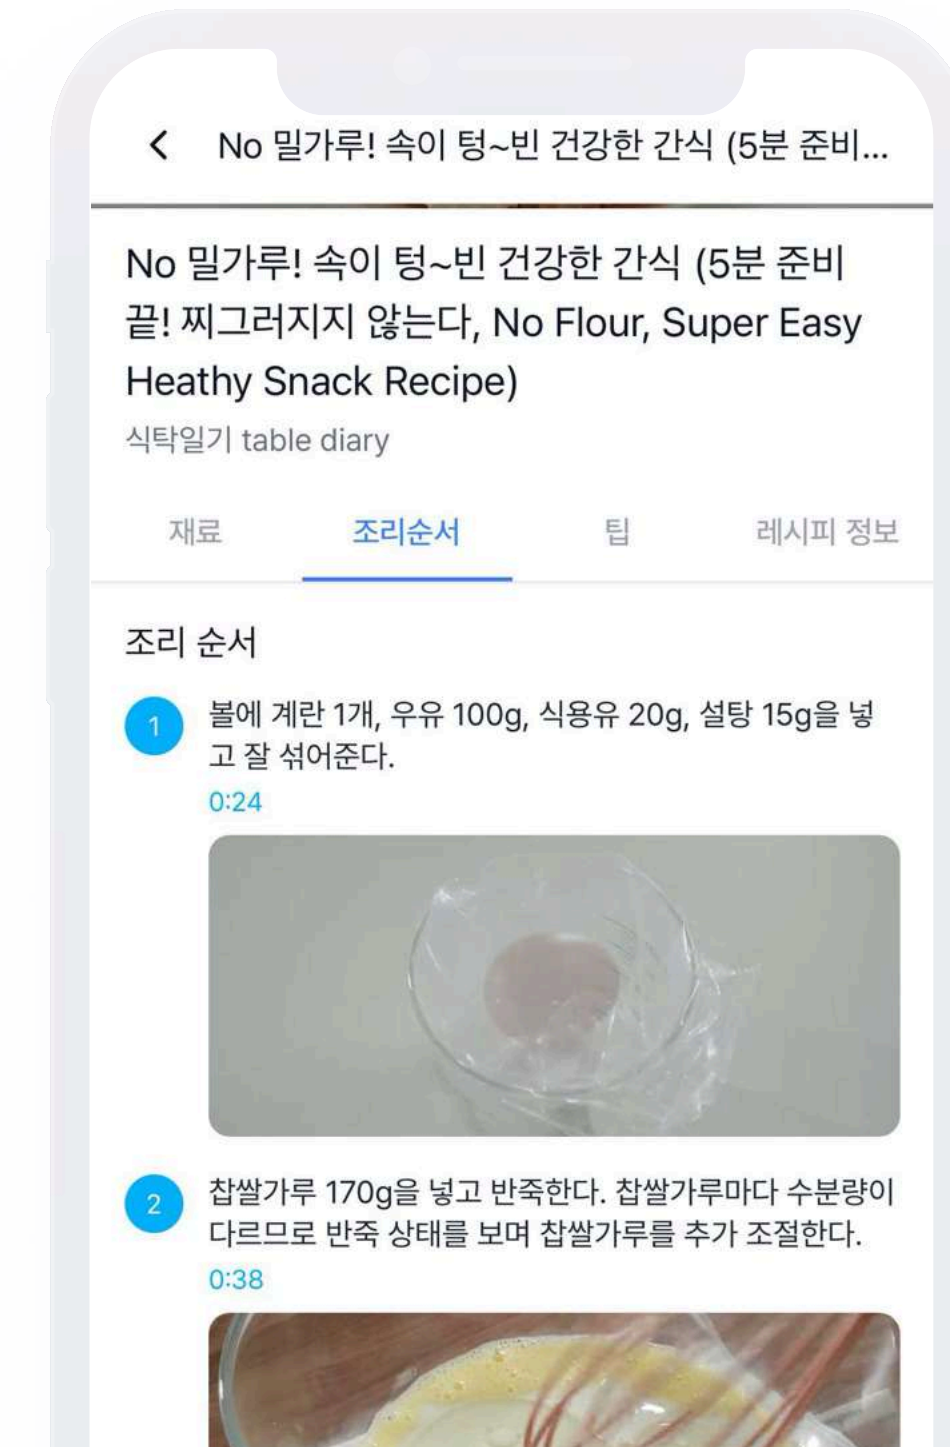 No 밀가루! 속이 텅~빈 건강한 간식 (5분 준비...
No 밀가루! 속이 텅~빈 건강한 간식 (5분 준비
끝! 찌그러지지 않는다, No Flour, Super Easy
Heathy Snack Recipe)
식탁일기 table diary
재료 조리순서 팁 레시피 정보
조리 순서
1 볼에 계란 1개, 우유 100g, 식용유 20g, 설탕 15g을 넣
고 잘 섞어준다.
0:24
2 찹쌀가루 170g을 넣고 반죽한다. 찹쌀가루마다 수분량이
다르므로 반죽 상태를 보며 찹쌀가루를 추가 조절한다.
0:38